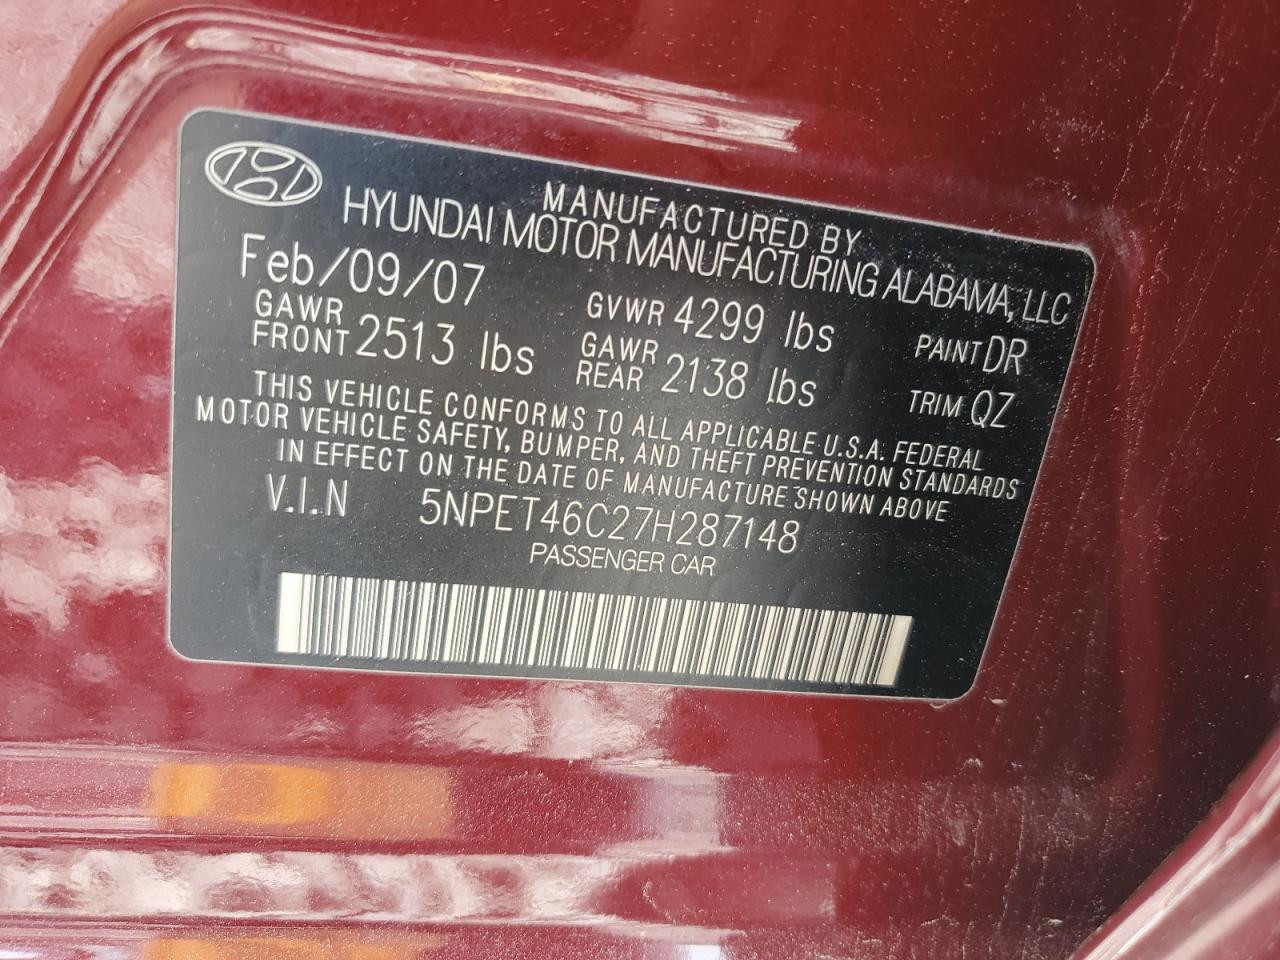 MANUFACTURED BY
HYUNDAI MOTOR MANUFACTURING ALABAMA, LLC
Feb/09/07 GVWR 4299 lbs PAINT DR
GAWR FRONT 2513 lbs GAWR REAR 2138 lbs TRIM QZ
THIS VEHICLE CONFORMS TO ALL APPLICABLE U.S.A. FEDERAL
MOTOR VEHICLE SAFETY, BUMPER, AND THEFT PREVENTION STANDARDS
IN EFFECT ON THE DATE OF MANUFACTURE SHOWN ABOVE
V.I.N 5NPET46C27H287148
PASSENGER CAR